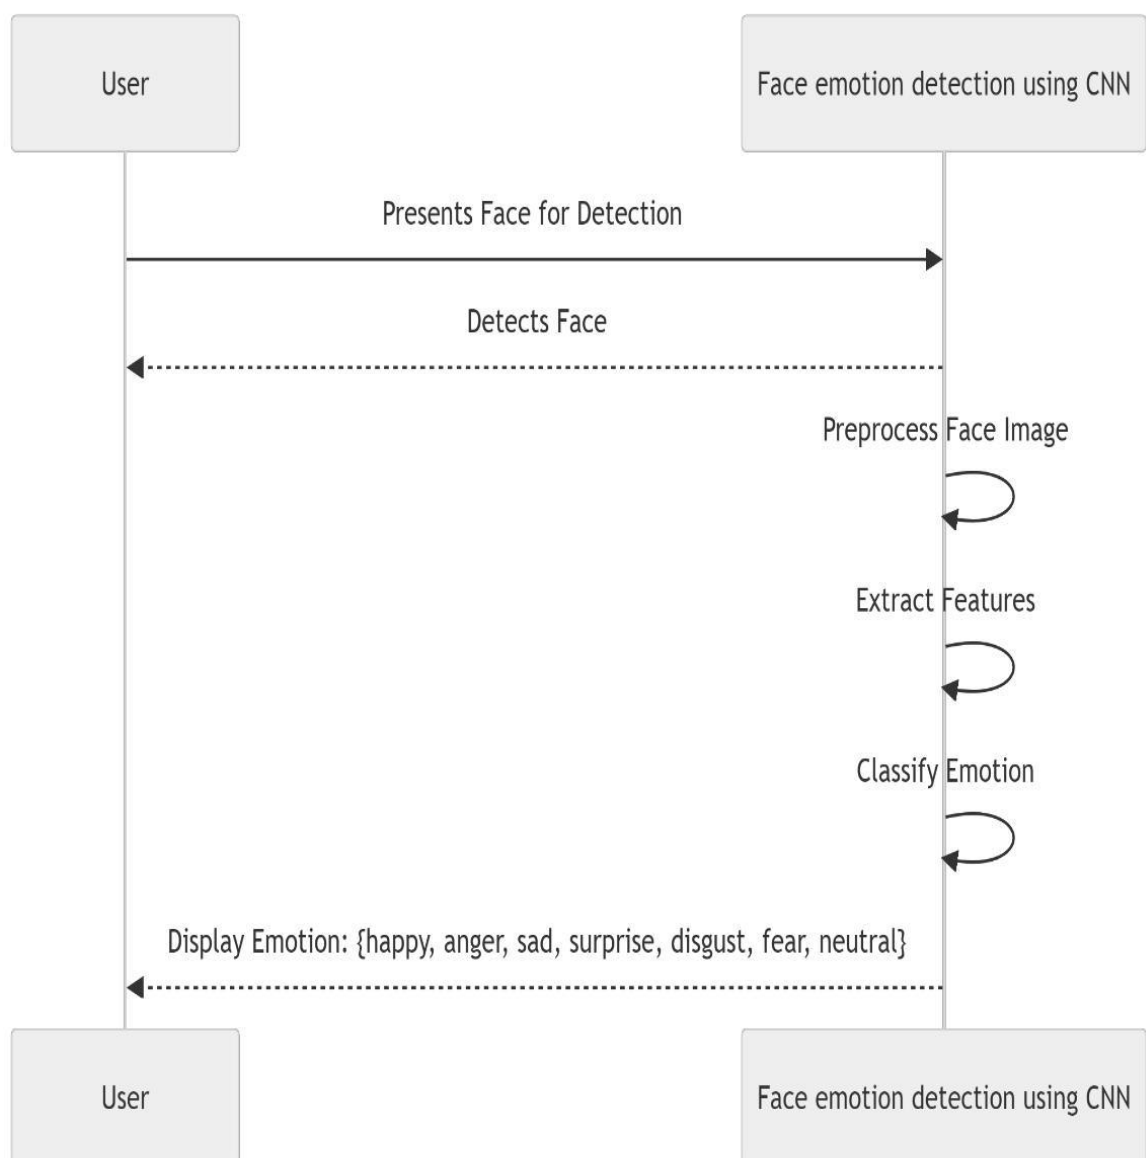 User
Face emotion detection using CNN
Presents Face for Detection
Detects Face
Preprocess Face Image
Extract Features
Classify Emotion
Display Emotion: {happy, anger, sad, surprise, disgust, fear, neutral}
User
Face emotion detection using CNN